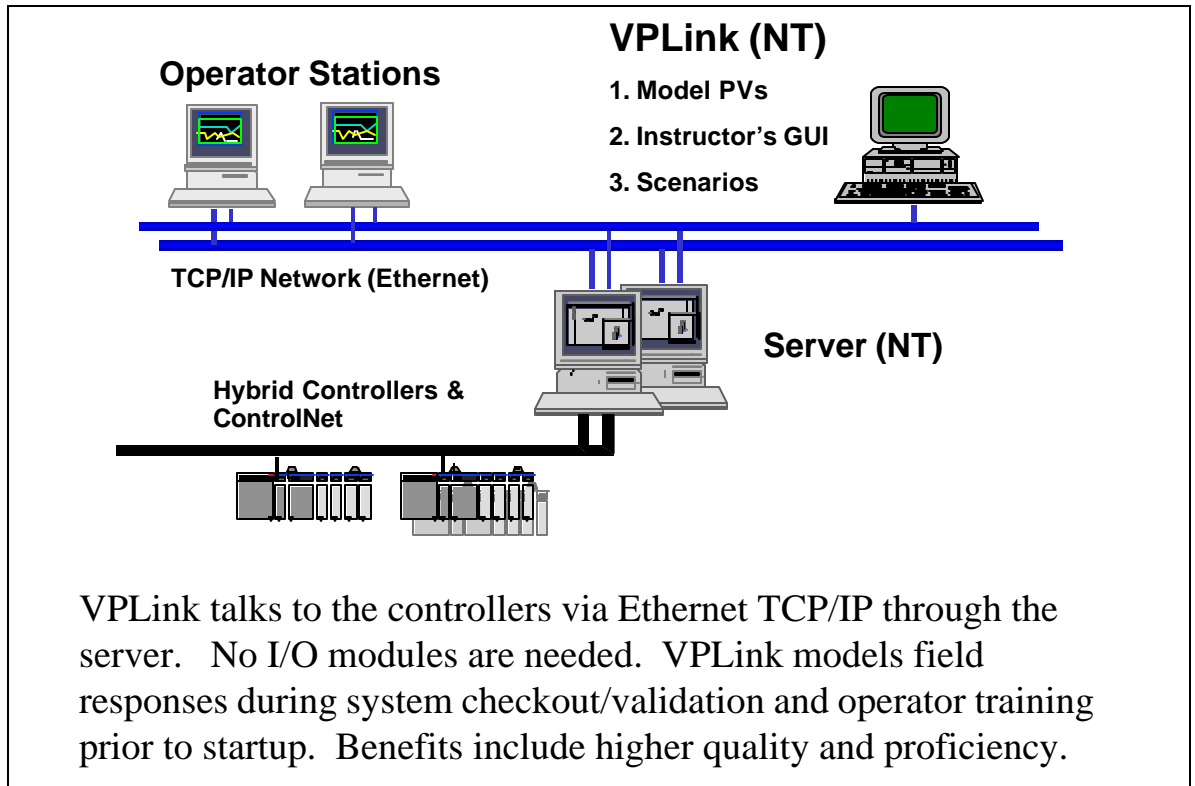 VPLink (NT)
Operator Stations
1. Model PVs
2. Instructor's GUI
3. Scenarios
TCP/IP Network (Ethernet)
Server (NT)
Hybrid Controllers &
ControlNet
VPLink talks to the controllers via Ethernet TCP/IP through the
server.   No I/O modules are needed.  VPLink models field
responses during system checkout/validation and operator training
prior to startup.  Benefits include higher quality and proficiency.